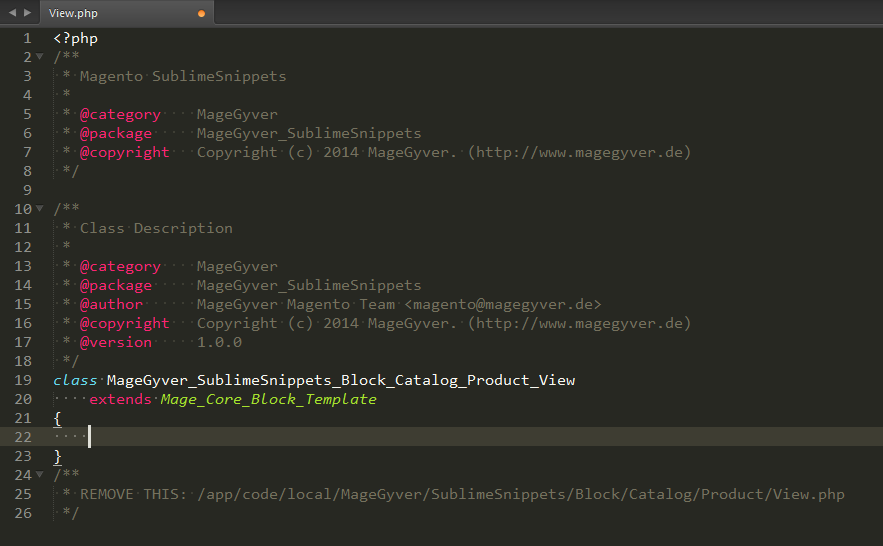 View.php
1 <?php
2 /**
3  * Magento SublimeSnippets
4  *
5  * @category    MageGyver
6  * @package     MageGyver_SublimeSnippets
7  * @copyright   Copyright (c) 2014 MageGyver. (http://www.magegyver.de)
8  */
9
10 /**
11  * Class Description
12  *
13  * @category    MageGyver
14  * @package     MageGyver_SublimeSnippets
15  * @author      MageGyver Magento Team <magento@magegyver.de>
16  * @copyright   Copyright (c) 2014 MageGyver. (http://www.magegyver.de)
17  * @version     1.0.0
18  */
19 class MageGyver_SublimeSnippets_Block_Catalog_Product_View
20     extends Mage_Core_Block_Template
21 {
22
23 }
24 /**
25  * REMOVE THIS: /app/code/local/MageGyver/SublimeSnippets/Block/Catalog/Product/View.php
26  */